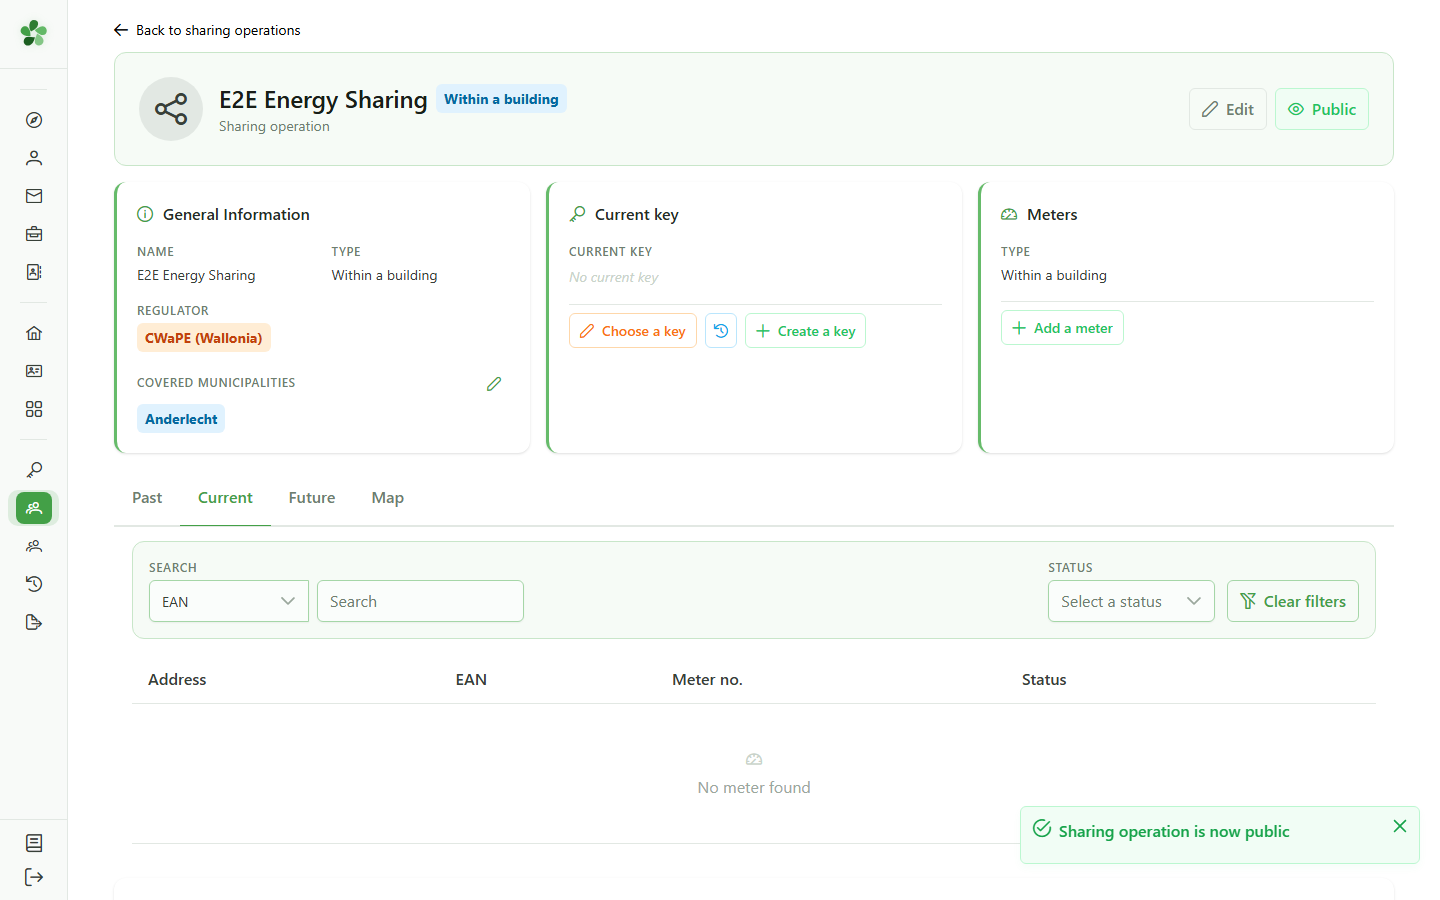 Back to sharing operations
E2E Energy Sharing
Within a building
Sharing operation
Edit
Public
General Information
NAME
TYPE
E2E Energy Sharing
Within a building
REGULATOR
CWaPE (Wallonia)
COVERED MUNICIPALITIES
Anderlecht
Current key
CURRENT KEY
No current key
Choose a key
Create a key
Meters
TYPE
Within a building
Add a meter
Past
Current
Future
Map
SEARCH
EAN
Search
STATUS
Select a status
Clear filters
Address
EAN
Meter no.
Status
No meter found
Sharing operation is now public